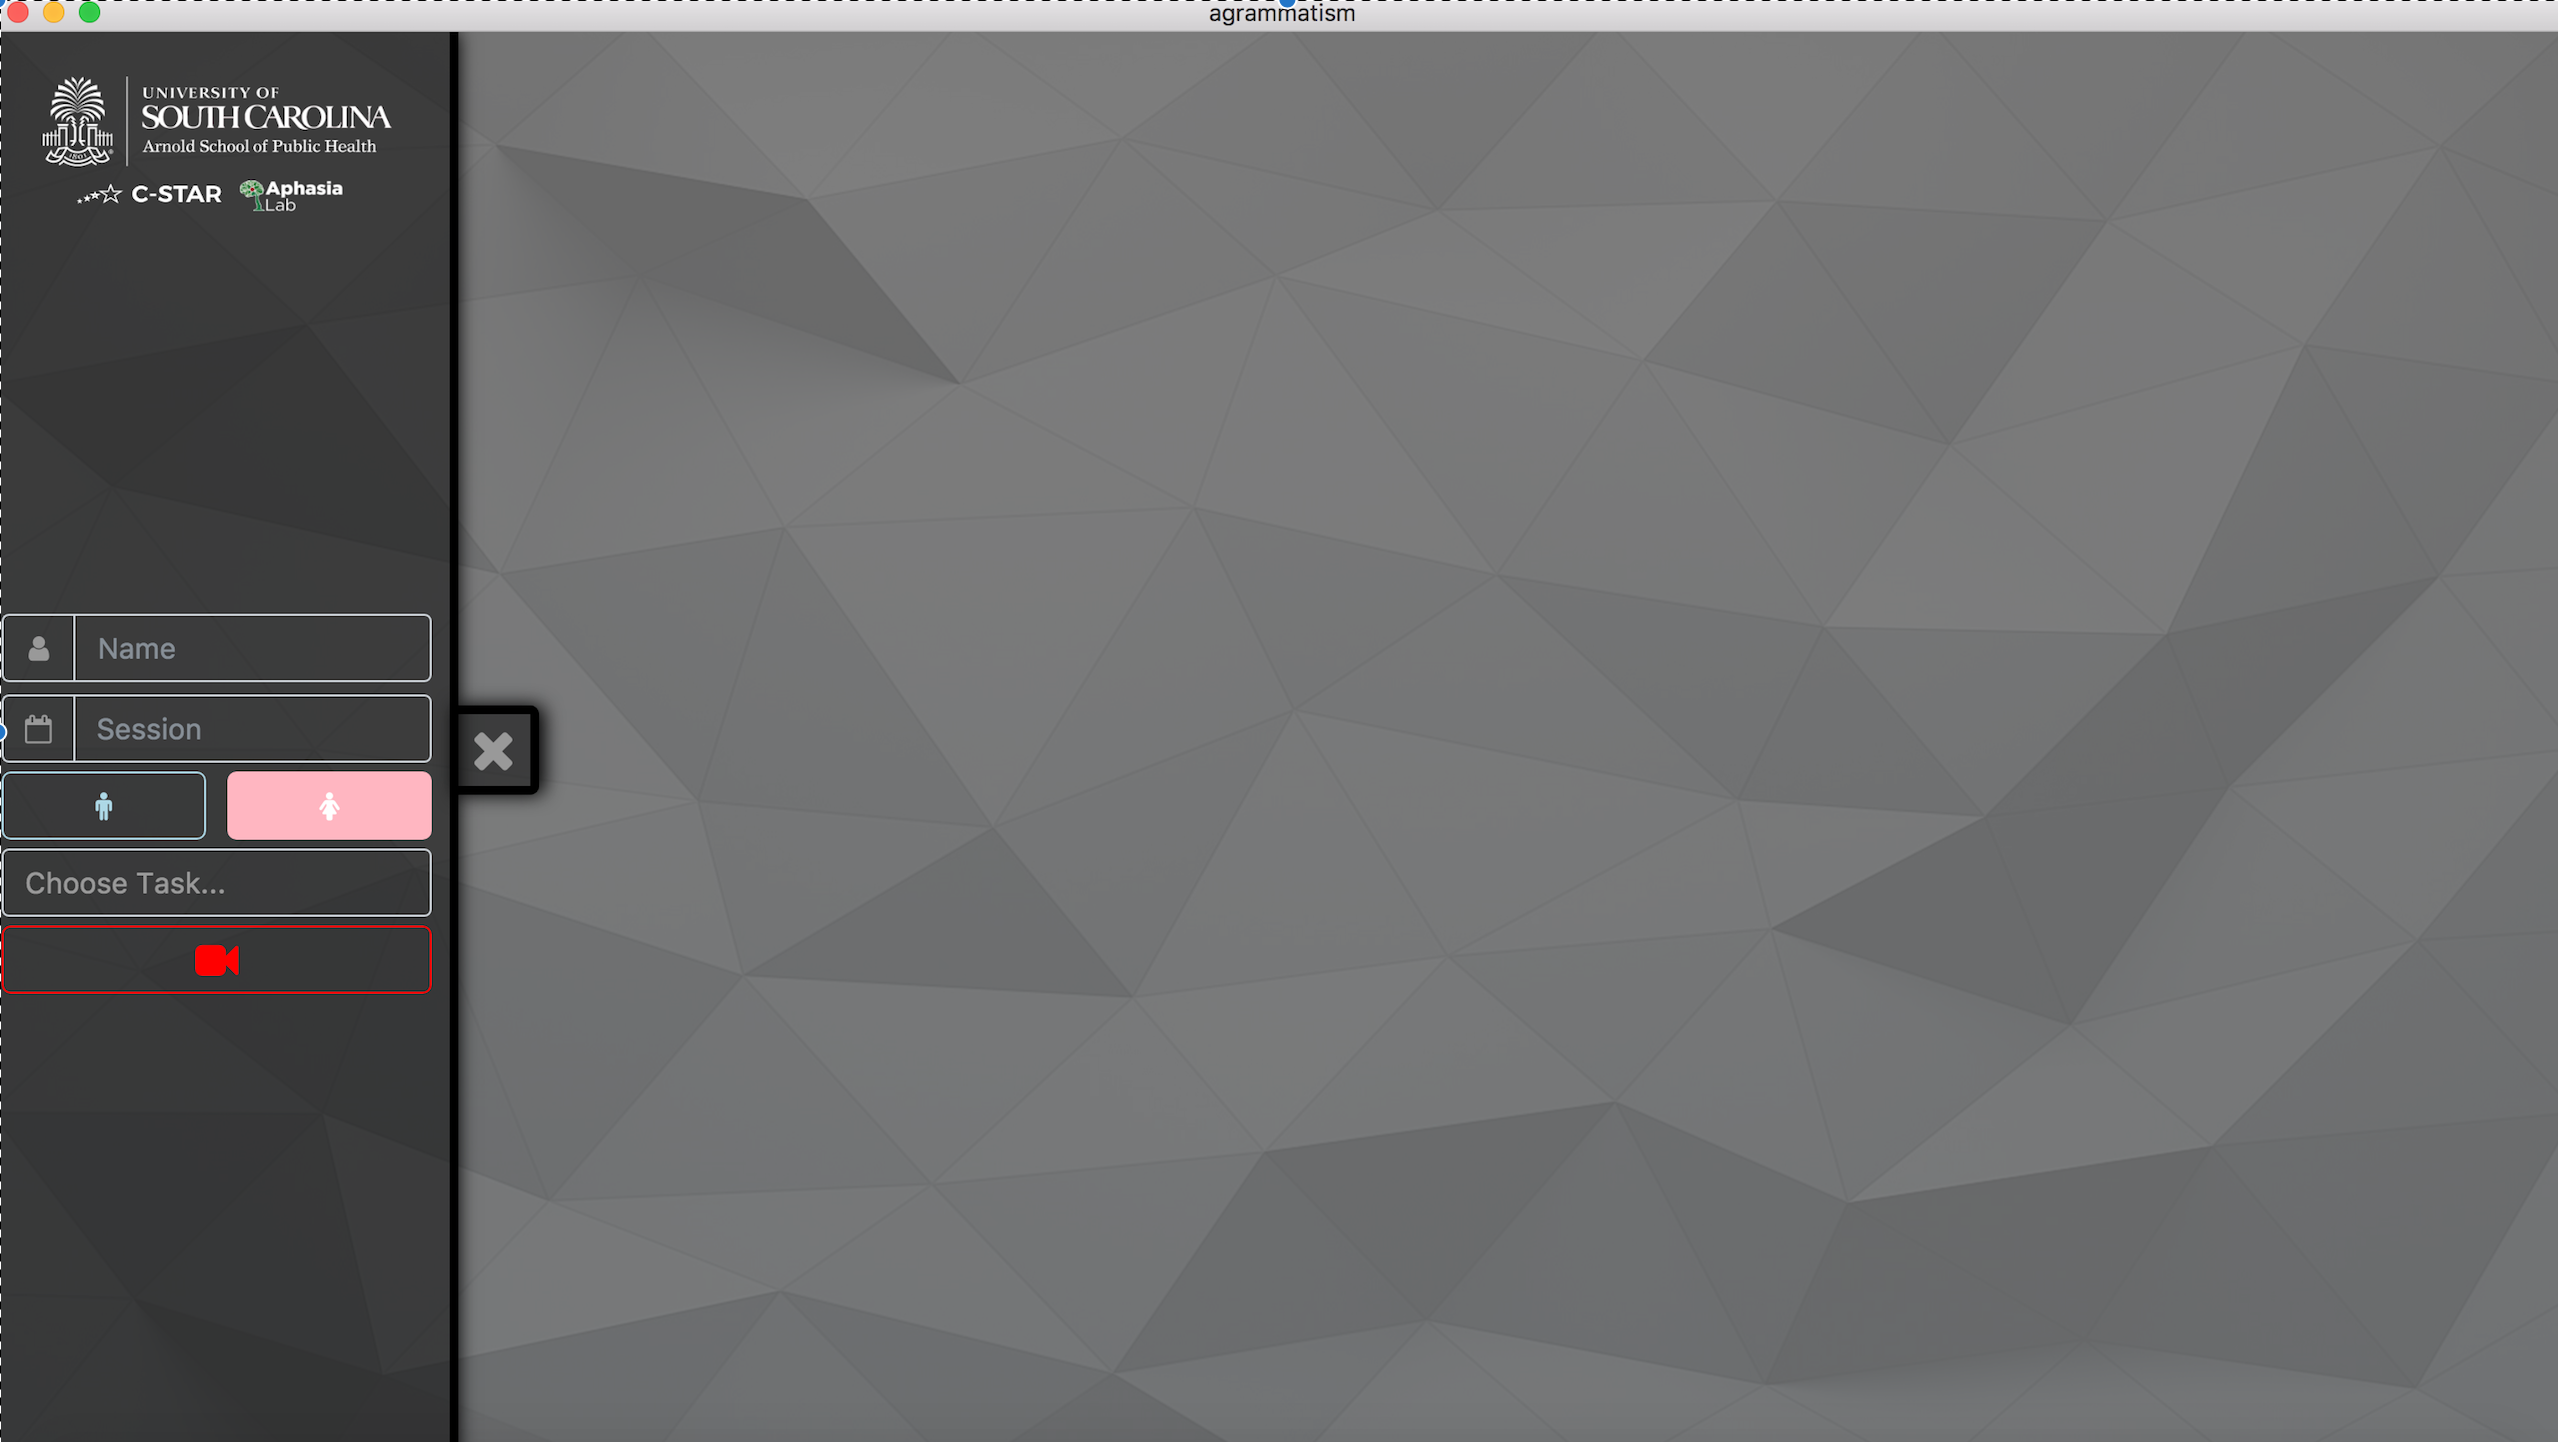 agrammatism
UNIVERSITY OF
SOUTH CAROLINA
Arnold School of Public Health
C-STAR
Aphasia
Lab
Name
Session
Choose Task...